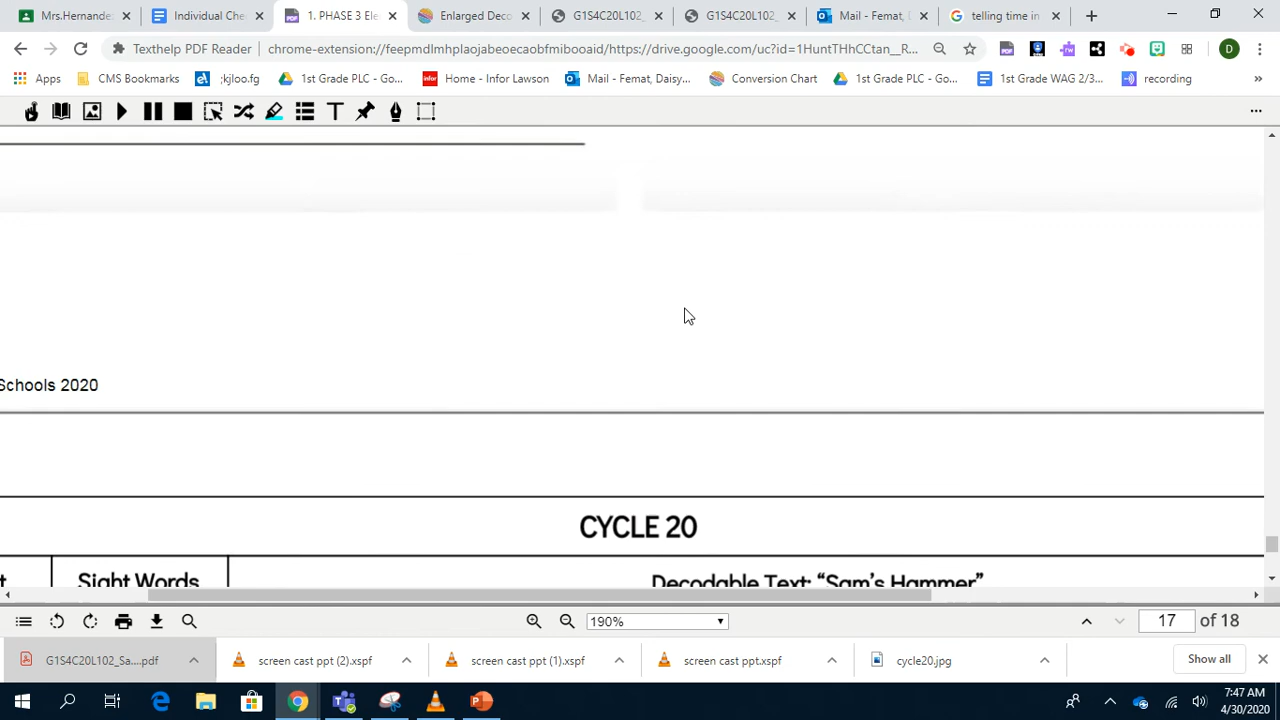 Mrs.Hernande
Individual Che
1. PHASE 3 Ele
Enlarged Deco
G1S4C20L102_
G1S4C20L102_
Mail - Femat, D
telling time in
Texthelp PDF Reader
chrome-extension://feepmdlmhplaojabeoecaobfmibooaid/https://drive.google.com/uc?id=1HuntTHhCCtan__R...
D
Apps
CMS Bookmarks
;kjloo.fg
1st Grade PLC - Go...
Home - Infor Lawson
Mail - Femat, Daisy...
Conversion Chart
1st Grade PLC - Go...
1st Grade WAG 2/3...
recording
»
Schools 2020
CYCLE 20
t
Sight Words
Decodable Text: “Sam’s Hammer”
190%
17 of 18
G1S4C20L102_Sa....pdf
screen cast ppt (2).xspf
screen cast ppt (1).xspf
screen cast ppt.xspf
cycle20.jpg
Show all
7:47 AM
4/30/2020